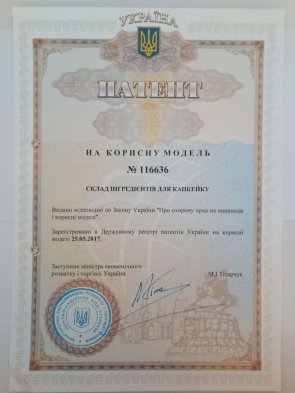 УКРАЇНА
ПАТЕНТ
НА КОРИСНУ МОДЕЛЬ
№ 116636
СКЛАД ІНГРЕДІЄНТІВ ДЛЯ КАПКЕЙКУ
Видано відповідно до Закону України "Про охорону прав на винаходи
і корисні моделі".
Зареєстровано в Державному реєстрі патентів України на корисні
моделі 25.05.2017.
Заступник міністра економічного
розвитку і торгівлі України
М.І.Тітарчук